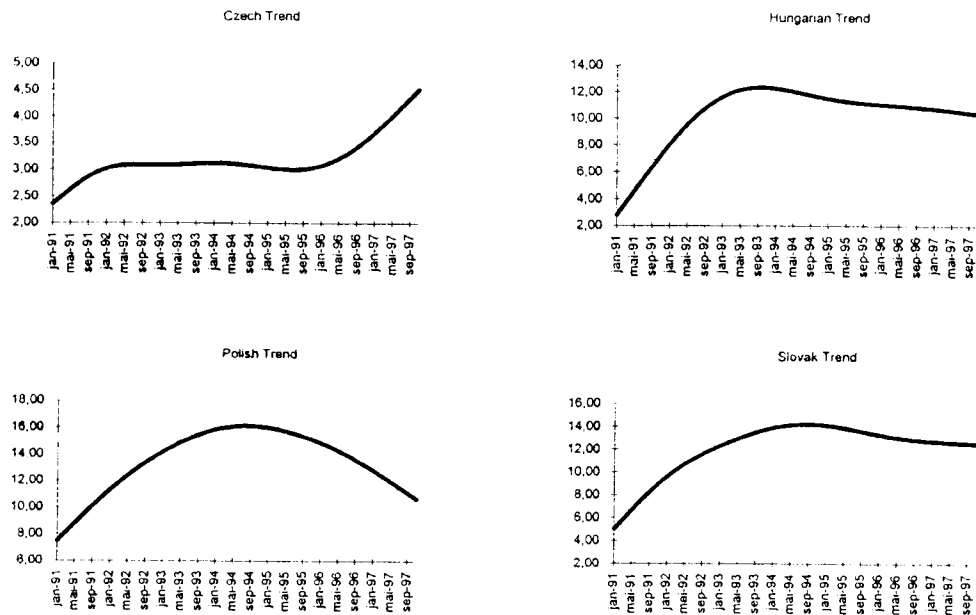 Czech Trend
5,00
4,50
4,00
3,50
3,00
2,50
2,00
jan-91
mai-91
sep-91
jan-92
mai-92
sep-92
jan-93
mai-93
sep-93
jan-94
mai-94
sep-94
jan-95
mai-95
sep-95
jan-96
mai-96
sep-96
jan-97
mai-97
sep-97
Hungarian Trend
14,00
12,00
10,00
8,00
6,00
4,00
2,00
jan-91
mai-91
sep-91
jan-92
mai-92
sep-92
jan-93
mai-93
sep-93
jan-94
mai-94
sep-94
jan-95
mai-95
sep-95
jan-96
mai-96
sep-96
jan-97
mai-97
sep-97
Polish Trend
18,00
16,00
14,00
12,00
10,00
8,00
6,00
jan-91
mai-91
sep-91
jan-92
mai-92
sep-92
jan-93
mai-93
sep-93
jan-94
mai-94
sep-94
jan-95
mai-95
sep-95
jan-96
mai-96
sep-96
jan-97
mai-97
sep-97
Slovak Trend
16,00
14,00
12,00
10,00
8,00
6,00
4,00
2,00
jan-91
mai-91
sep-91
jan-92
mai-92
sep-92
jan-93
mai-93
sep-93
jan-94
mai-94
sep-94
jan-95
mai-95
sep-95
jan-96
mai-96
sep-96
jan-97
mai-97
sep-97